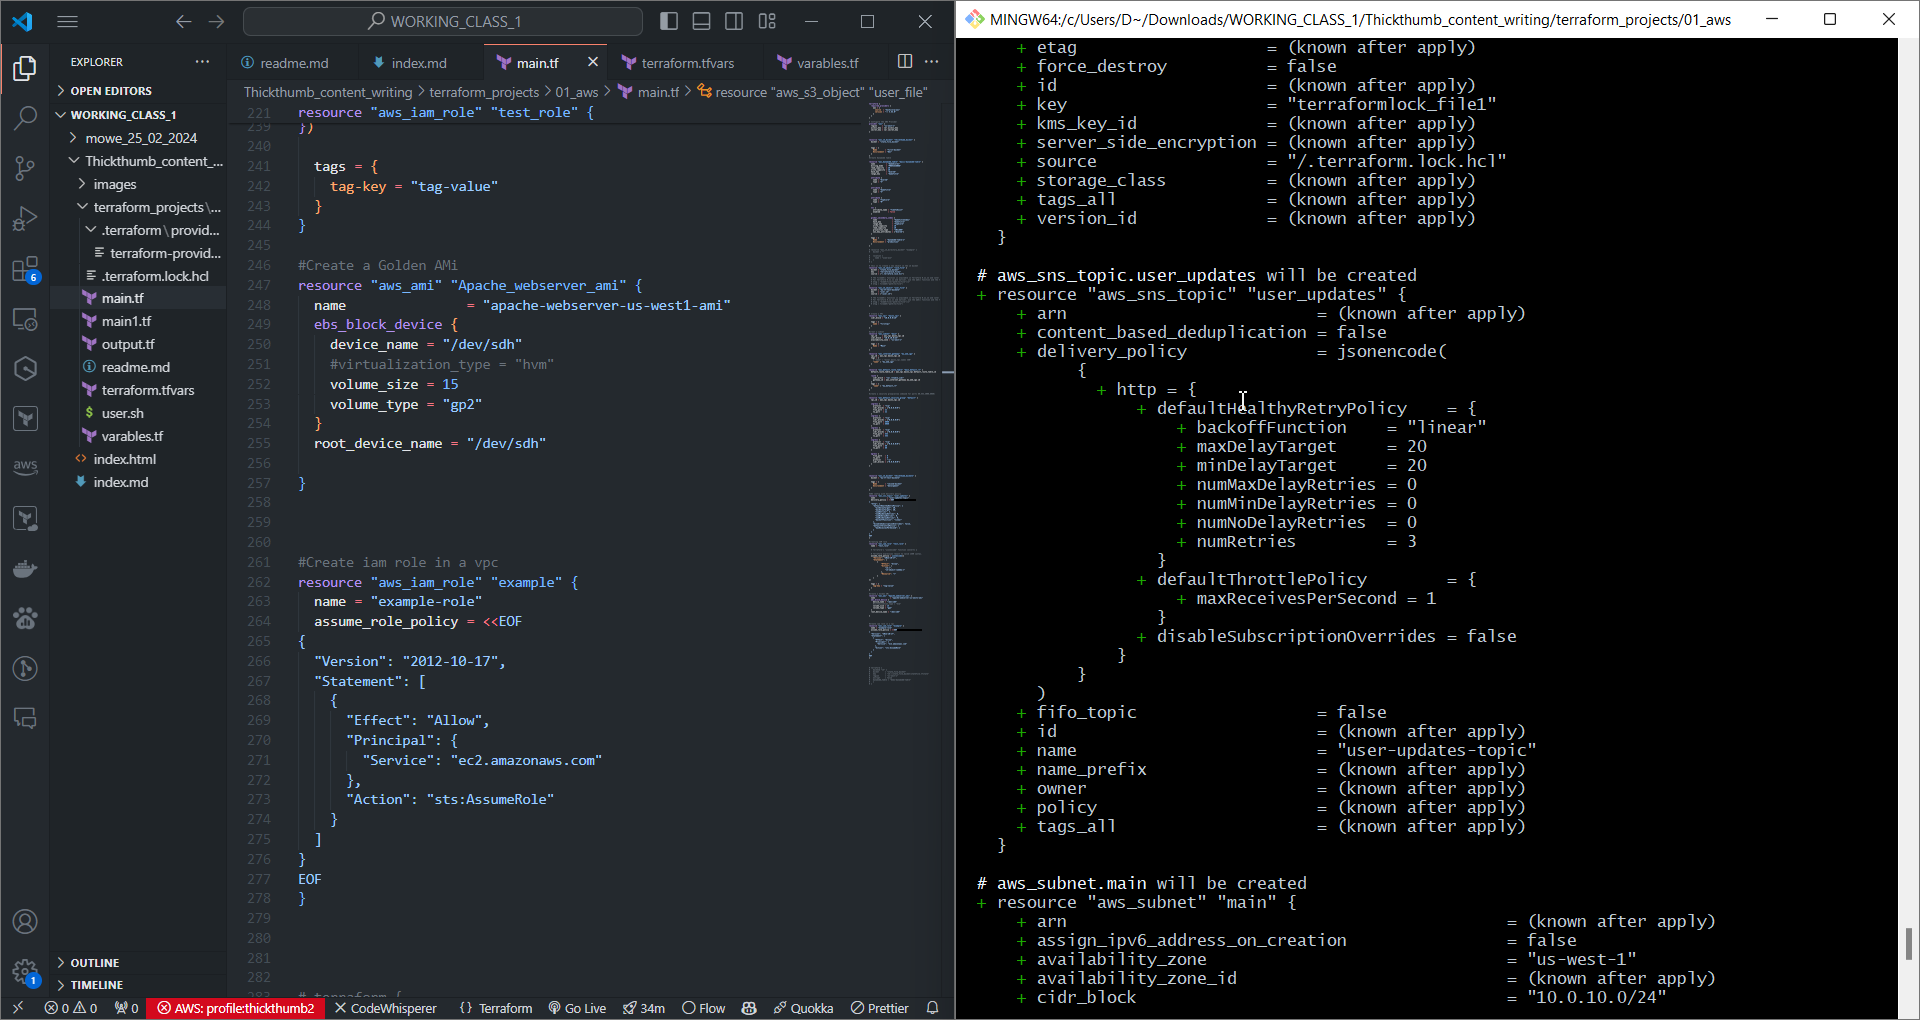 WORKING_CLASS_1
EXPLORER
OPEN EDITORS
WORKING_CLASS_1
mowe_25_02_2024
Thickthumb_content_...
images
terraform_projects\...
.terraform\provid...
terraform-provid...
.terraform.lock.hcl
main.tf
main1.tf
output.tf
readme.md
terraform.tfvars
$ user.sh
varables.tf
index.html
index.md
OUTLINE
TIMELINE
6
aws
1
readme.md
index.md
main.tf
terraform.tfvars
varables.tf
Thickthumb_content_writing > terraform_projects > 01_aws > main.tf > resource "aws_s3_object" "user_file"
221 resource "aws_iam_role" "test_role" {
239 })
240
241 tags = {
242 tag-key = "tag-value"
243 }
244 }
245
246 #Create a Golden AMi
247 resource "aws_ami" "Apache_webserver_ami" {
248 name = "apache-webserver-us-west1-ami"
249 ebs_block_device {
250 device_name = "/dev/sdh"
251 #virtualization_type = "hvm"
252 volume_size = 15
253 volume_type = "gp2"
254 }
255 root_device_name = "/dev/sdh"
256
257 }
258
259
260
261 #Create iam role in a vpc
262 resource "aws_iam_role" "example" {
263 name = "example-role"
264 assume_role_policy = <<EOF
265 {
266 "Version": "2012-10-17",
267 "Statement": [
268 {
269 "Effect": "Allow",
270 "Principal": {
271 "Service": "ec2.amazonaws.com"
272 },
273 "Action": "sts:AssumeRole"
274 }
275 ]
276 }
277 EOF
278 }
279
280
281
282
283 # terraform {
0 0 0 AWS: profile:thickthumb2 CodeWhisperer {} Terraform Go Live 34m Flow Quokka Prettier
MINGW64:/c/Users/D~/Downloads/WORKING_CLASS_1/Thickthumb_content_writing/terraform_projects/01_aws
+ etag = (known after apply)
+ force_destroy = false
+ id = (known after apply)
+ key = "terraformlock_file1"
+ kms_key_id = (known after apply)
+ server_side_encryption = (known after apply)
+ source = "/.terraform.lock.hcl"
+ storage_class = (known after apply)
+ tags_all = (known after apply)
+ version_id = (known after apply)
}
# aws_sns_topic.user_updates will be created
+ resource "aws_sns_topic" "user_updates" {
+ arn = (known after apply)
+ content_based_deduplication = false
+ delivery_policy = jsonencode(
{
+ http = {
+ defaultHealthyRetryPolicy = {
+ backoffFunction = "linear"
+ maxDelayTarget = 20
+ minDelayTarget = 20
+ numMaxDelayRetries = 0
+ numMinDelayRetries = 0
+ numNoDelayRetries = 0
+ numRetries = 3
}
+ defaultThrottlePolicy = {
+ maxReceivesPerSecond = 1
}
+ disableSubscriptionOverrides = false
}
}
)
+ fifo_topic = false
+ id = (known after apply)
+ name = "user-updates-topic"
+ name_prefix = (known after apply)
+ owner = (known after apply)
+ policy = (known after apply)
+ tags_all = (known after apply)
}
# aws_subnet.main will be created
+ resource "aws_subnet" "main" {
+ arn = (known after apply)
+ assign_ipv6_address_on_creation = false
+ availability_zone = "us-west-1"
+ availability_zone_id = (known after apply)
+ cidr_block = "10.0.10.0/24"